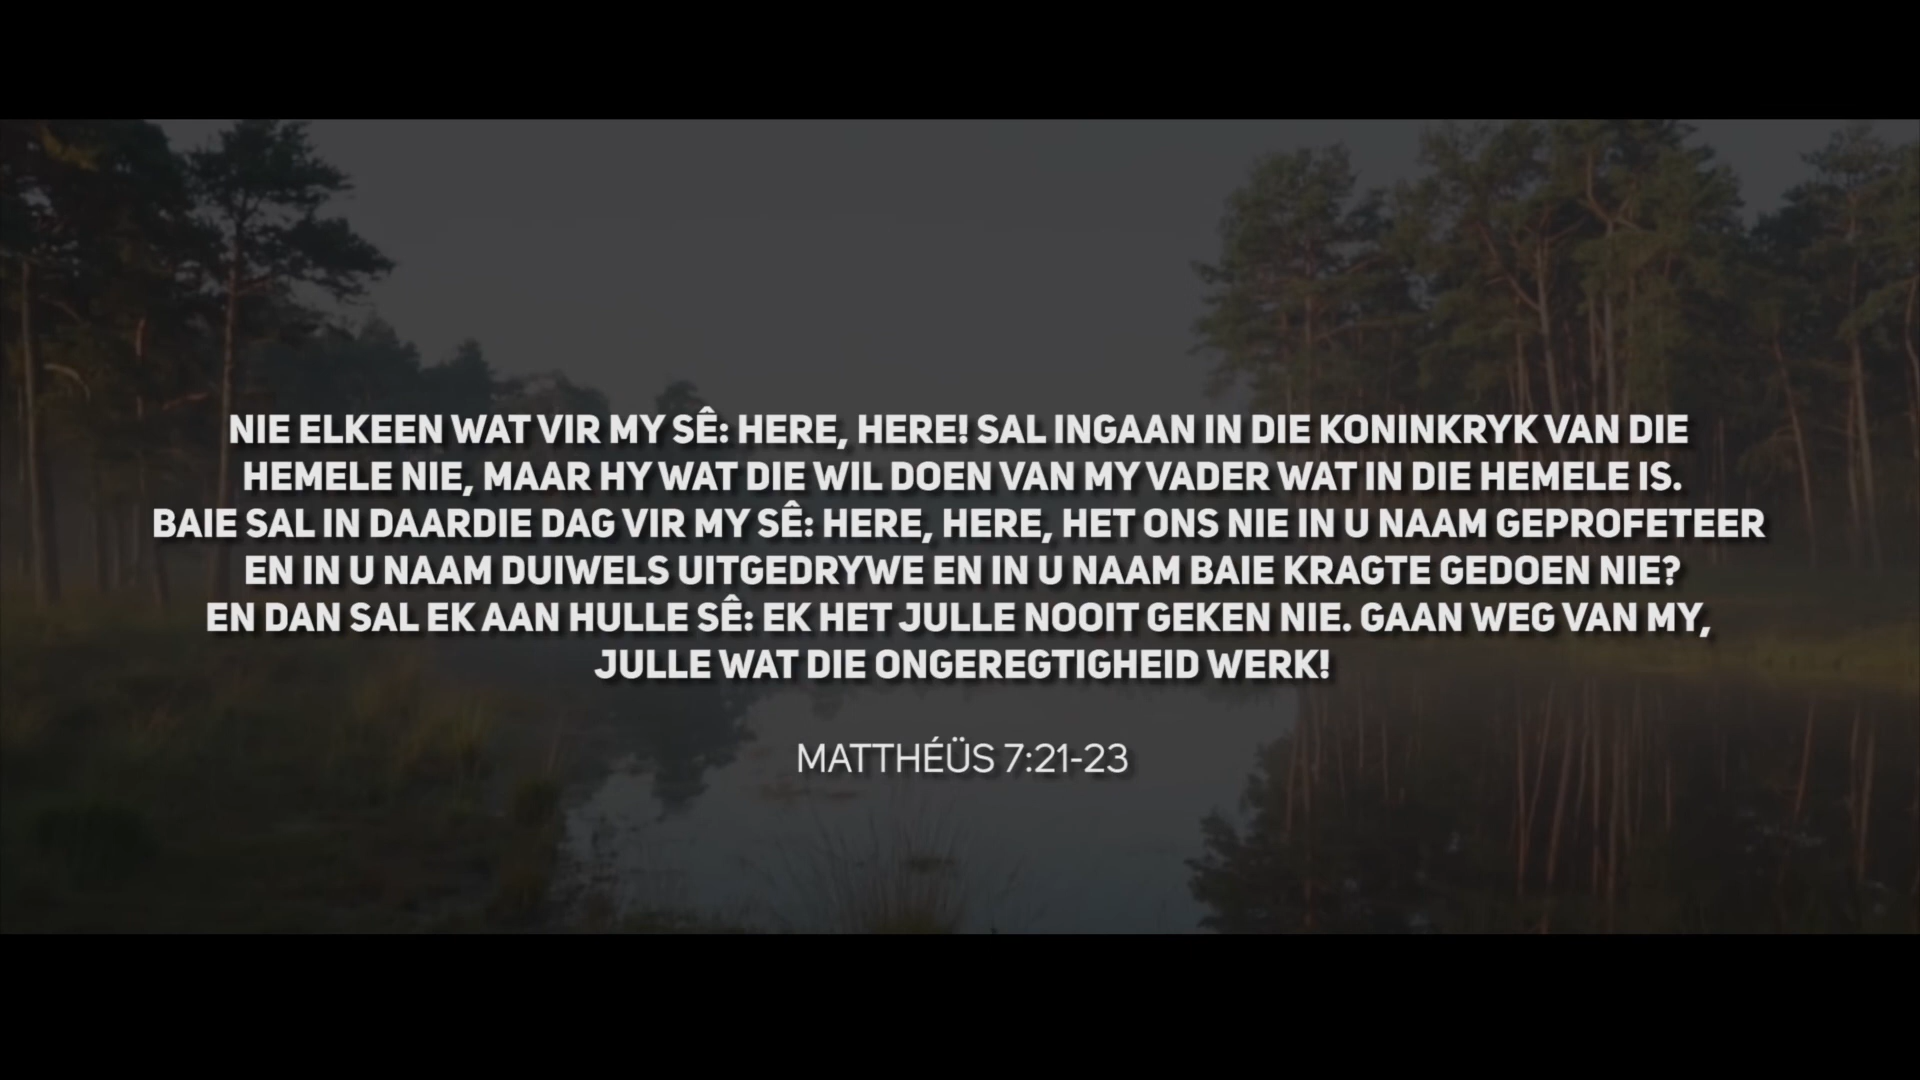 NIE ELKEEN WAT VIR MY SÊ: HERE, HERE! SAL INGAAN IN DIE KONINKRYK VAN DIE
HEMELE NIE, MAAR HY WAT DIE WIL DOEN VAN MY VADER WAT IN DIE HEMELE IS.
BAIE SAL IN DAARDIE DAG VIR MY SÊ: HERE, HERE, HET ONS NIE IN U NAAM GEPROFETEER
EN IN U NAAM DUIWELS UITGEDRYWE EN IN U NAAM BAIE KRAGTE GEDOEN NIE?
EN DAN SAL EK AAN HULLE SÊ: EK HET JULLE NOOIT GEKEN NIE. GAAN WEG VAN MY,
JULLE WAT DIE ONGEREGTIGHEID WERK!
MATTHÉÜS 7:21-23